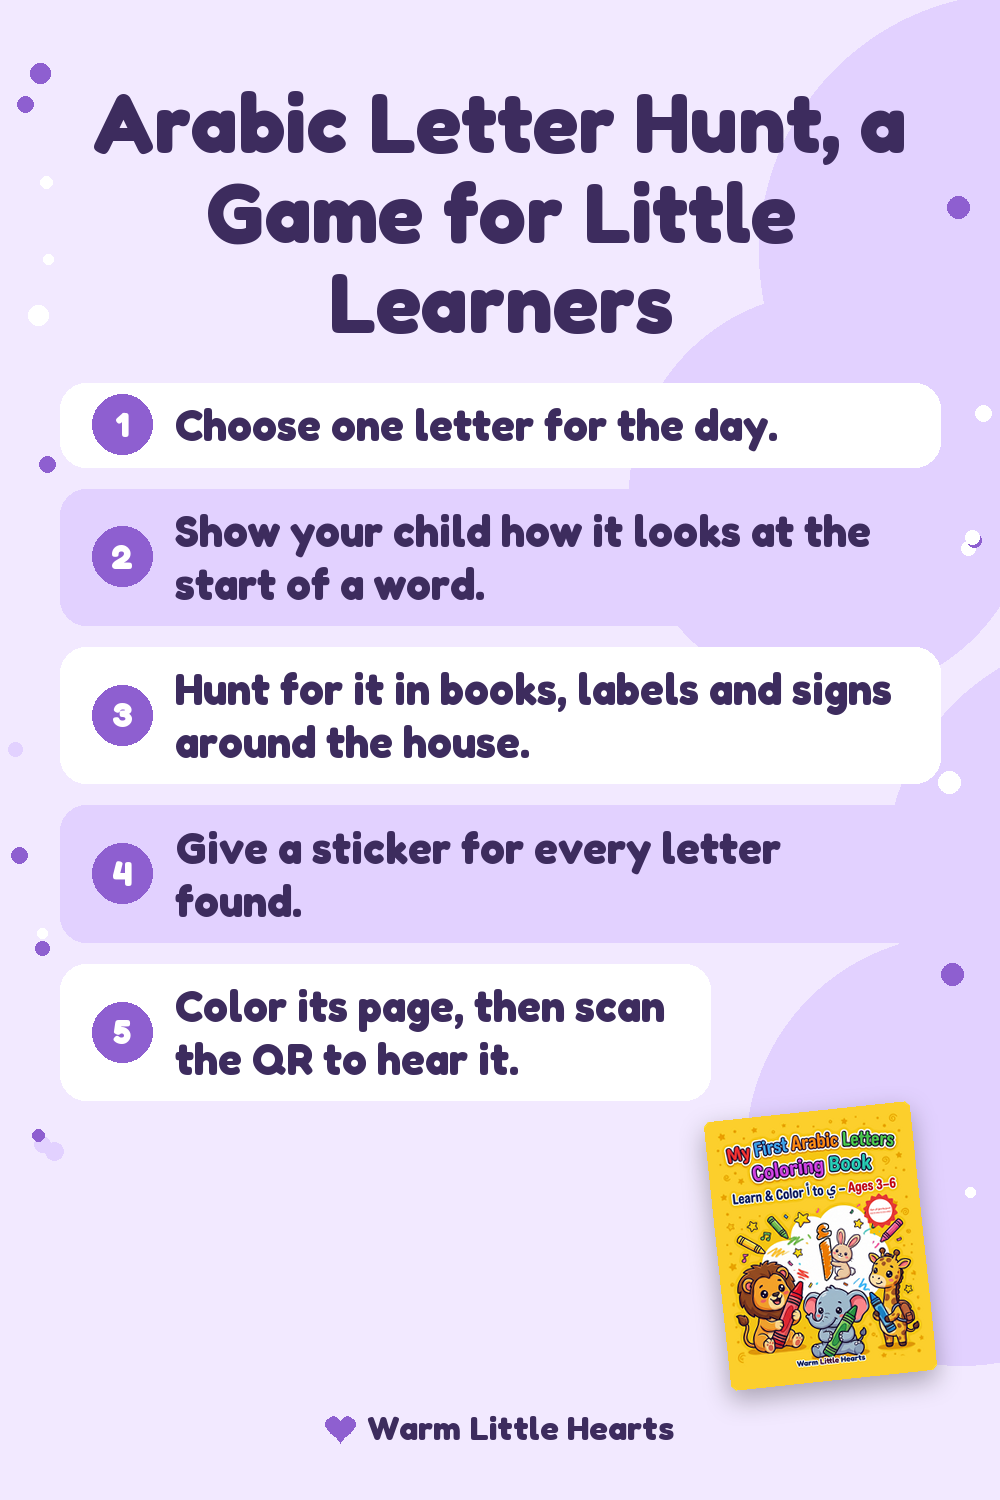 Arabic Letter Hunt, a
Game for Little
Learners
1 Choose one letter for the day.
2 Show your child how it looks at the
start of a word.
3 Hunt for it in books, labels and signs
around the house.
4 Give a sticker for every letter
found.
5 Color its page, then scan
the QR to hear it.
My First Arabic Letters
Coloring Book
Learn & Color أ to ي – Ages 3–6
أ
Warm Little Hearts
Warm Little Hearts